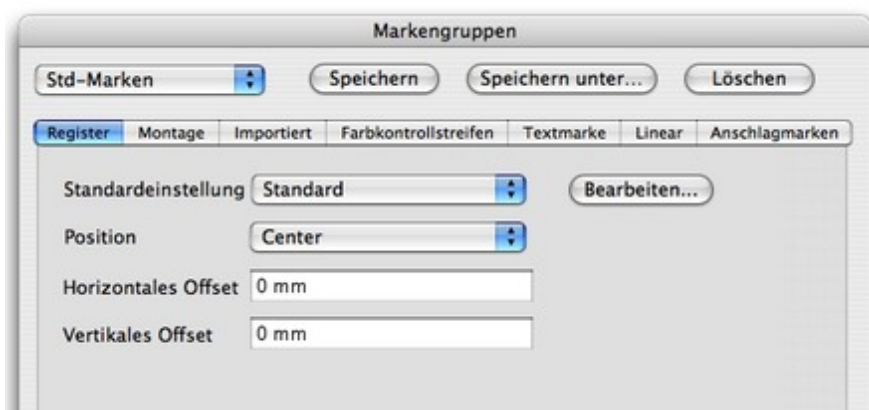 Markengruppen
Std-Marken Speichern Speichern unter... Löschen
Register Montage Importiert Farbkontrollstreifen Textmarke Linear Anschlagmarken
Standardeinstellung Standard Bearbeiten...
Position Center
Horizontales Offset 0 mm
Vertikales Offset 0 mm